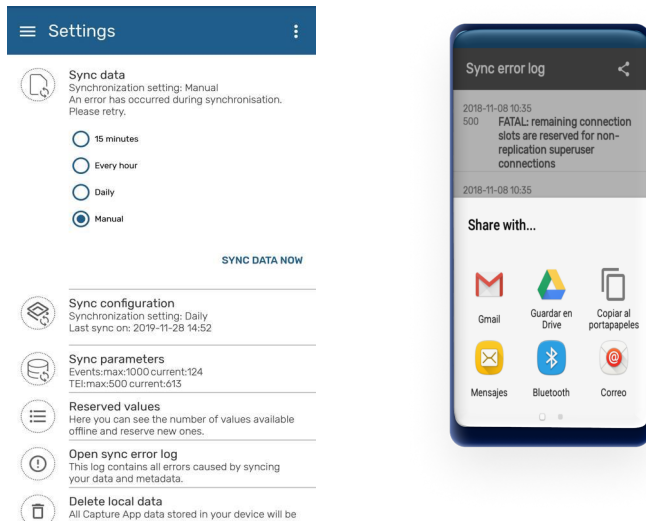 Settings
Sync data
Synchronization setting: Manual
An error has occurred during synchronisation.
Please retry.
15 minutes
Every hour
Daily
Manual
SYNC DATA NOW
Sync configuration
Synchronization setting: Daily
Last sync on: 2019-11-28 14:52
Sync parameters
Events:max:1000 current:124
TEI:max:500 current:613
Reserved values
Here you can see the number of values available
offline and reserve new ones.
Open sync error log
This log contains all errors caused by syncing
your data and metadata.
Delete local data
All Capture App data stored in your device will be
Sync error log
2018-11-08 10:35
500 FATAL: remaining connection
slots are reserved for non-
replication superuser
connections
2018-11-08 10:35
Share with...
Gmail
Guardar en
Drive
Copiar al
portapapeles
Mensajes
Bluetooth
Correo